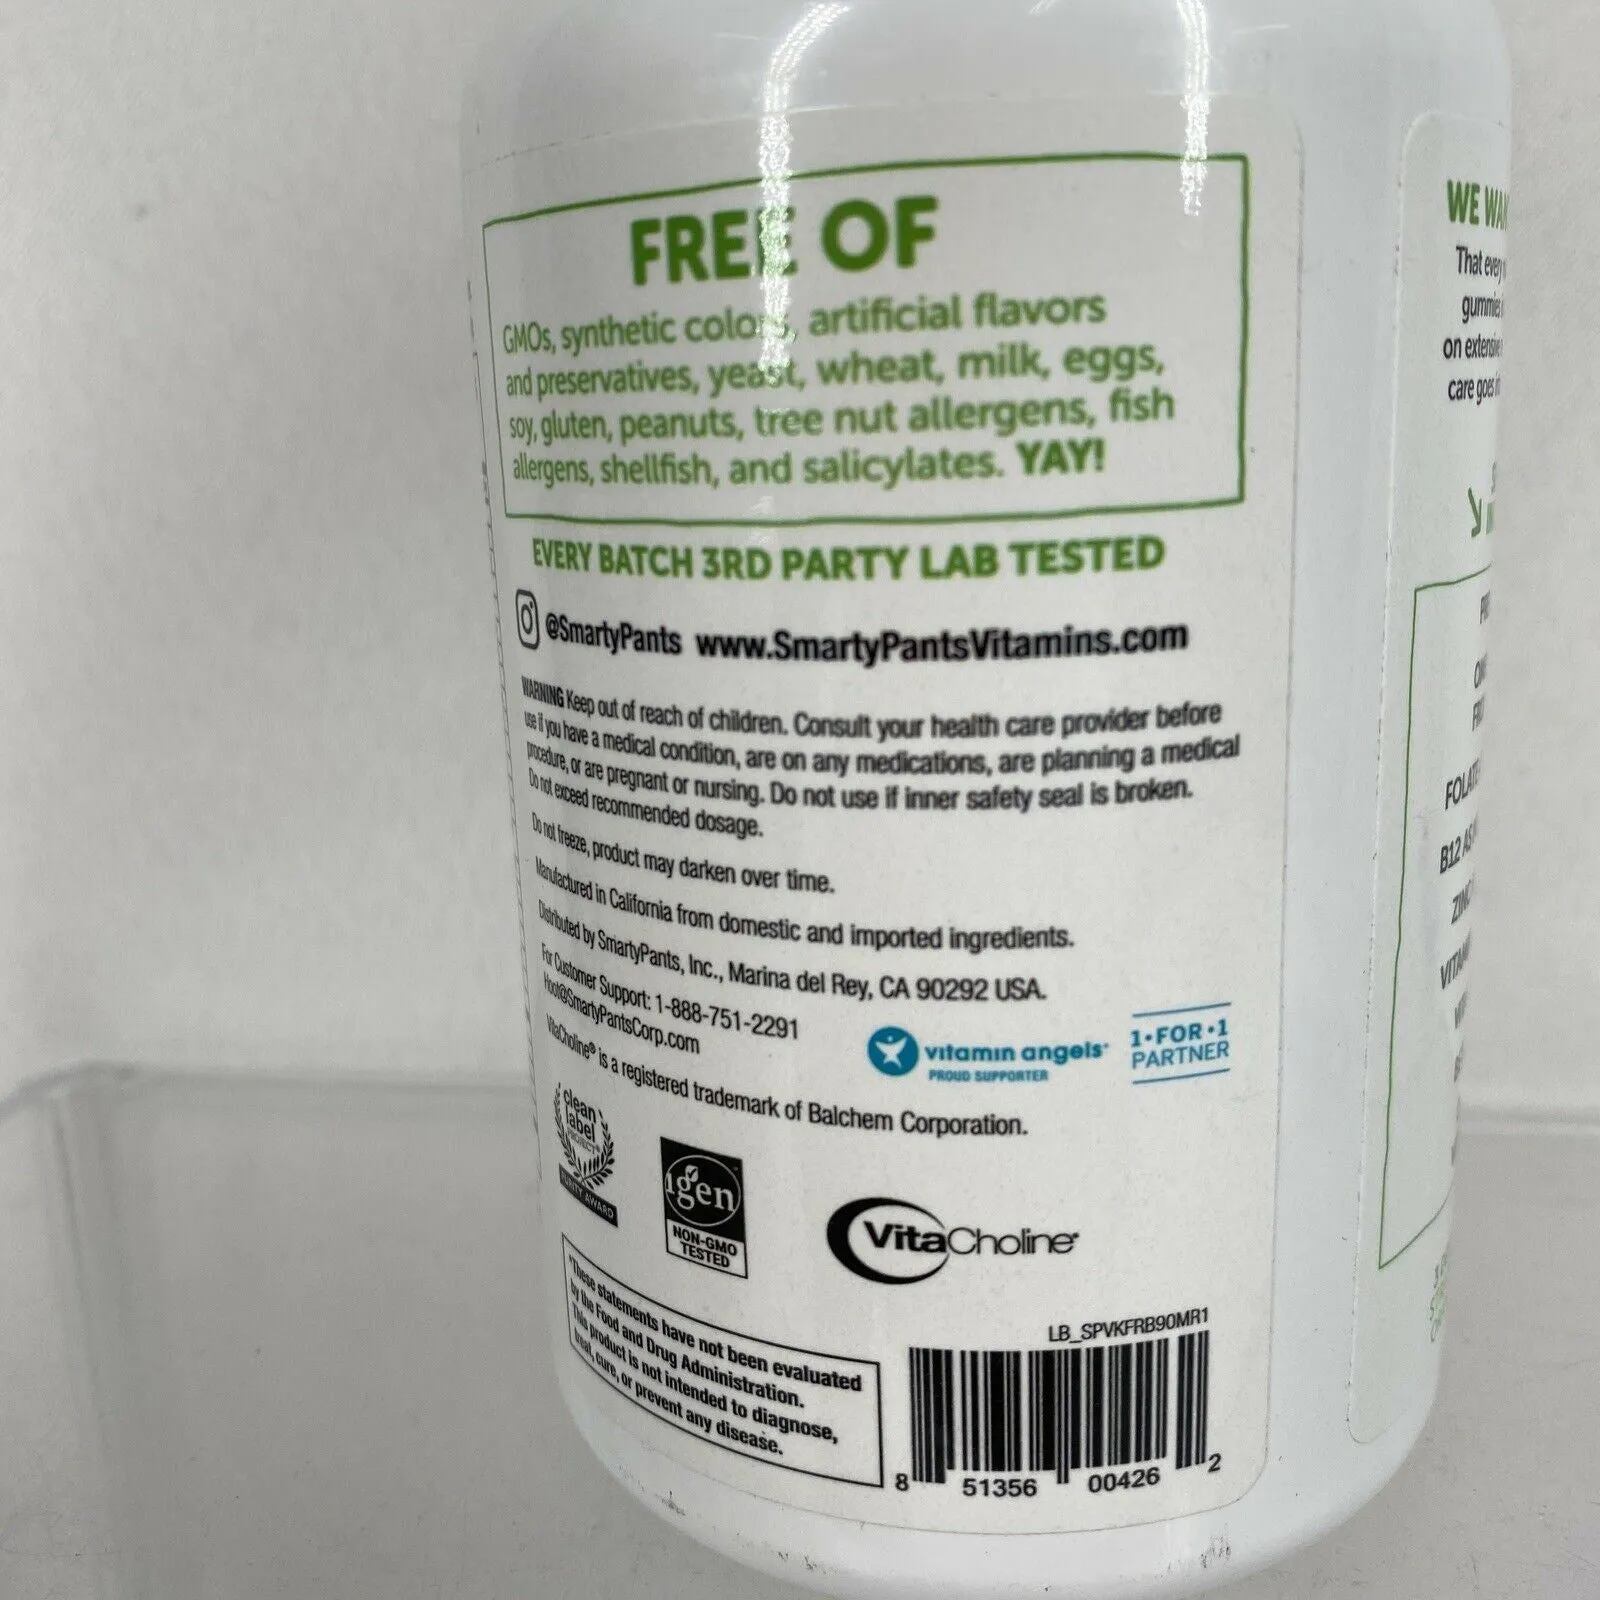 FREE OF
GMOs, synthetic colors, artificial flavors
and preservatives, yeast, wheat, milk, eggs,
soy, gluten, peanuts, tree nut allergens, fish
allergens, shellfish, and salicylates. YAY!
EVERY BATCH 3RD PARTY LAB TESTED
@SmartyPants www.SmartyPantsVitamins.com
WARNING Keep out of reach of children. Consult your health care provider before
use if you have a medical condition, are on any medications, are planning a medical
procedure, or are pregnant or nursing. Do not use if inner safety seal is broken.
Do not exceed recommended dosage.
Do not freeze, product may darken over time.
Manufactured in California from domestic and imported ingredients.
Distributed by SmartyPants, Inc., Marina del Rey, CA 90292 USA.
For Customer Support: 1-888-751-2291
Hoot@SmartyPantsCorp.com
vitamin angels
PROUD SUPPORTER
1•FOR•1
PARTNER
VitaCholine® is a registered trademark of Balchem Corporation.
clean
label
PROJECT®
PURITY AWARD
igen
NON-GMO
TESTED
VitaCholine®
*These statements have not been evaluated
by the Food and Drug Administration.
This product is not intended to diagnose,
treat, cure, or prevent any disease.
LB_SPVKFRB90MR1
8 51356 00426 2
WE
That every
gummies
on
care goes
B12